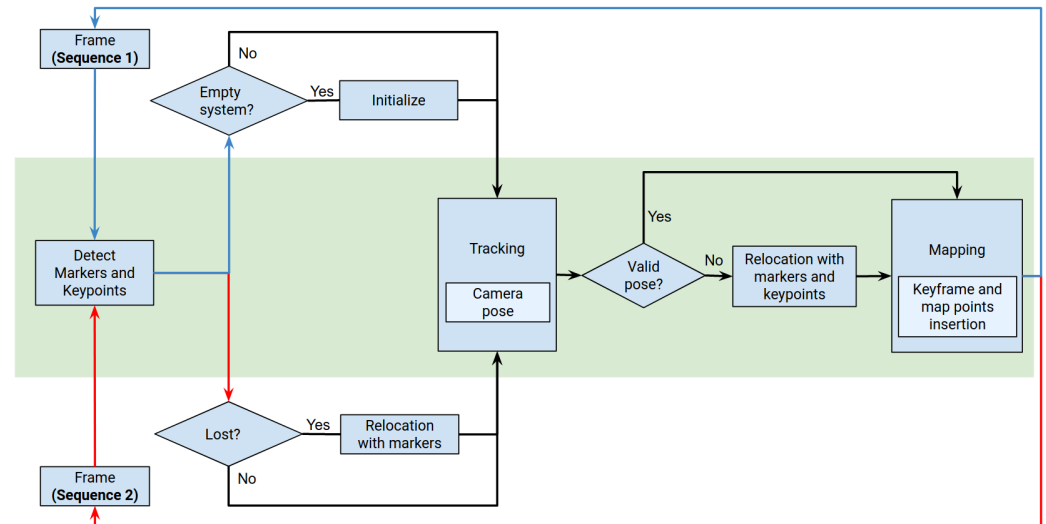 Frame
(Sequence 1)
No
Empty
system?
Yes
Initialize
Detect
Markers and
Keypoints
Tracking
Camera
pose
Yes
Valid
pose?
No
Relocation with
markers and
keypoints
Mapping
Keyframe and
map points
insertion
Lost?
Yes
Relocation
with markers
No
Frame
(Sequence 2)